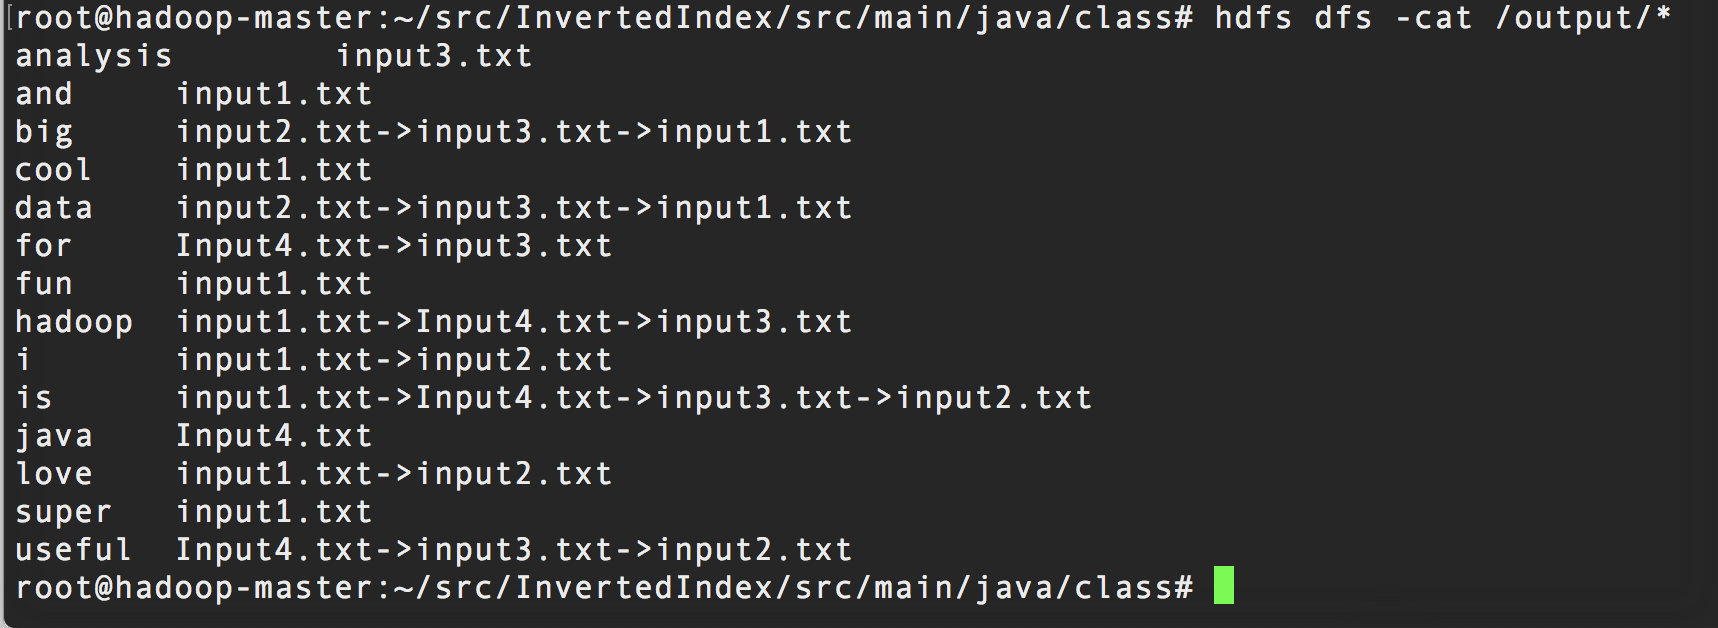 [root@hadoop-master:~/src/InvertedIndex/src/main/java/class# hdfs dfs -cat /output/*
analysis input3.txt
and input1.txt
big input2.txt->input3.txt->input1.txt
cool input1.txt
data input2.txt->input3.txt->input1.txt
for Input4.txt->input3.txt
fun input1.txt
hadoop input1.txt->Input4.txt->input3.txt
i input1.txt->input2.txt
is input1.txt->Input4.txt->input3.txt->input2.txt
java Input4.txt
love input1.txt->input2.txt
super input1.txt
useful Input4.txt->input3.txt->input2.txt
root@hadoop-master:~/src/InvertedIndex/src/main/java/class#